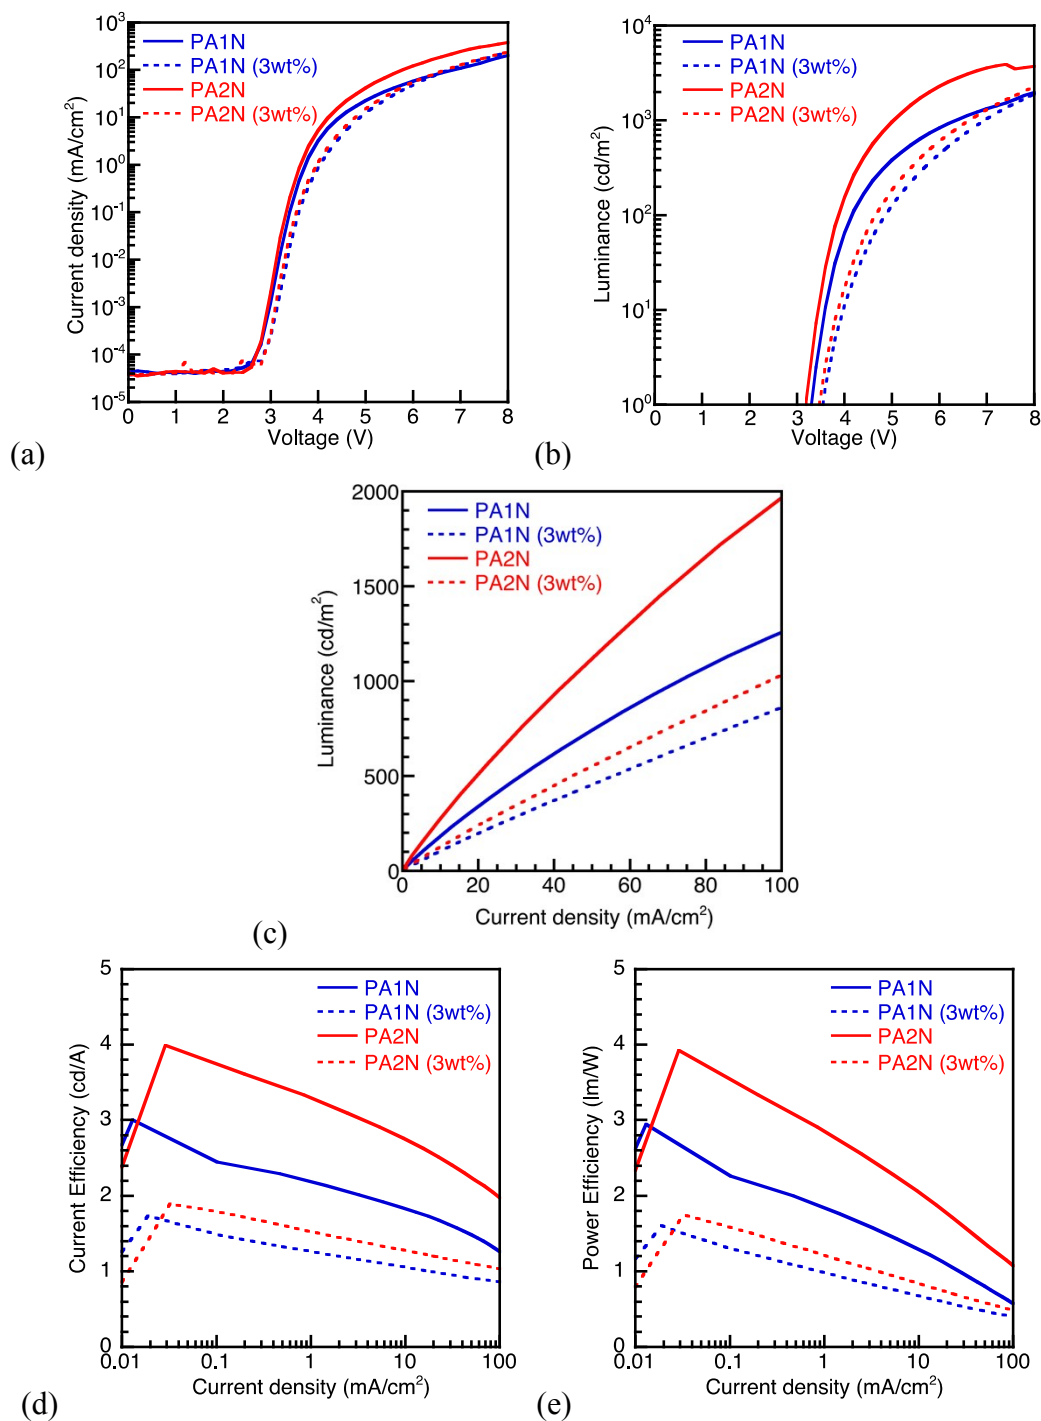 10³
10²
10¹
10⁰
10⁻¹
10⁻²
10⁻³
10⁻⁴
10⁻⁵
Current density (mA/cm²)
PA1N
PA1N (3wt%)
PA2N
PA2N (3wt%)
0 1 2 3 4 5 6 7 8
Voltage (V)
(a)
10⁴
10³
10²
10¹
10⁰
Luminance (cd/m²)
PA1N
PA1N (3wt%)
PA2N
PA2N (3wt%)
0 1 2 3 4 5 6 7 8
Voltage (V)
(b)
2000
1500
1000
500
0
Luminance (cd/m²)
PA1N
PA1N (3wt%)
PA2N
PA2N (3wt%)
0 20 40 60 80 100
Current density (mA/cm²)
(c)
5
4
3
2
1
0
Current Efficiency (cd/A)
PA1N
PA1N (3wt%)
PA2N
PA2N (3wt%)
0.01 0.1 1 10 100
Current density (mA/cm²)
(d)
5
4
3
2
1
0
Power Efficiency (lm/W)
PA1N
PA1N (3wt%)
PA2N
PA2N (3wt%)
0.01 0.1 1 10 100
Current density (mA/cm²)
(e)